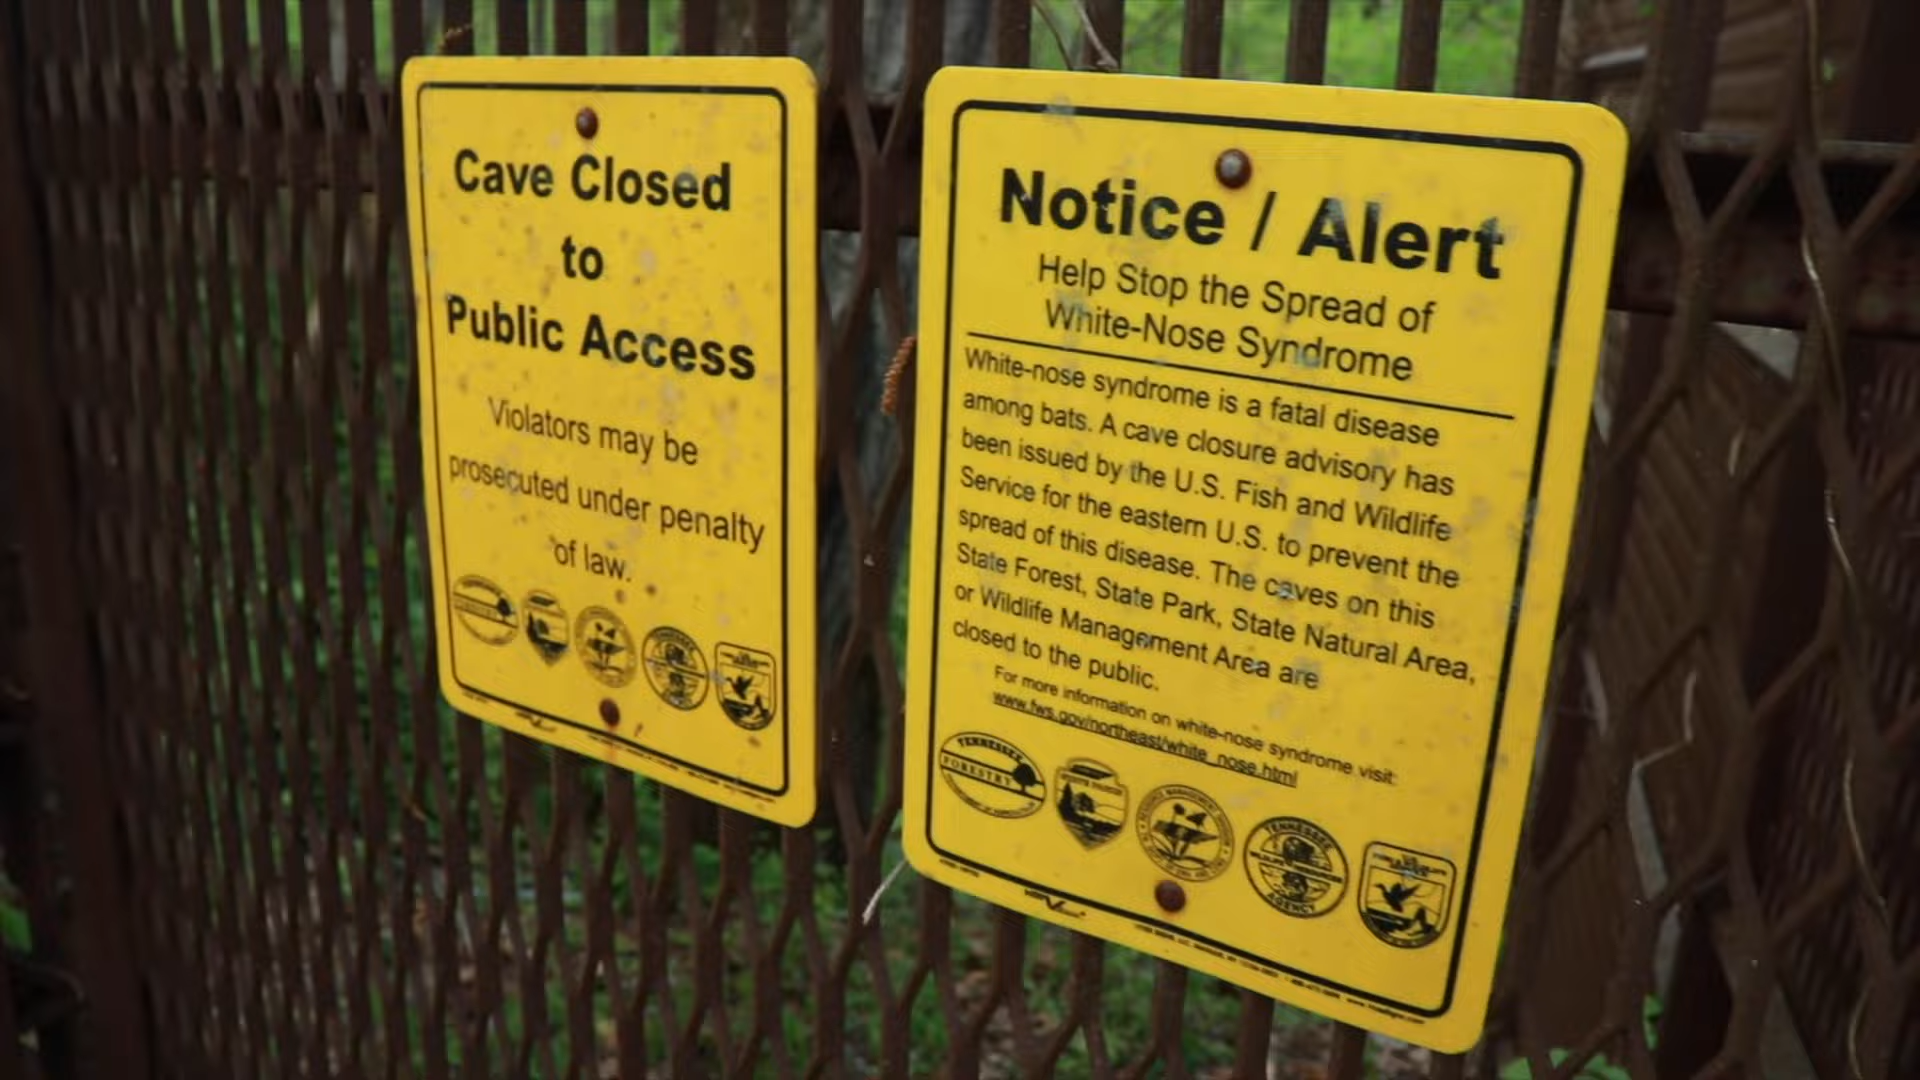 Cave Closed
to
Public Access
Violators may be
prosecuted under penalty
of law.
Notice / Alert
Help Stop the Spread of
White-Nose Syndrome
White-nose syndrome is a fatal disease
among bats. A cave closure advisory has
been issued by the U.S. Fish and Wildlife
Service for the eastern U.S. to prevent the
spread of this disease. The caves on this
State Forest, State Park, State Natural Area,
or Wildlife Management Area are
closed to the public.
For more information on white-nose syndrome visit:
www.fws.gov/northeast/white_nose.html
TENNESSEE
FORESTRY
TENNESSEE
AGENCY